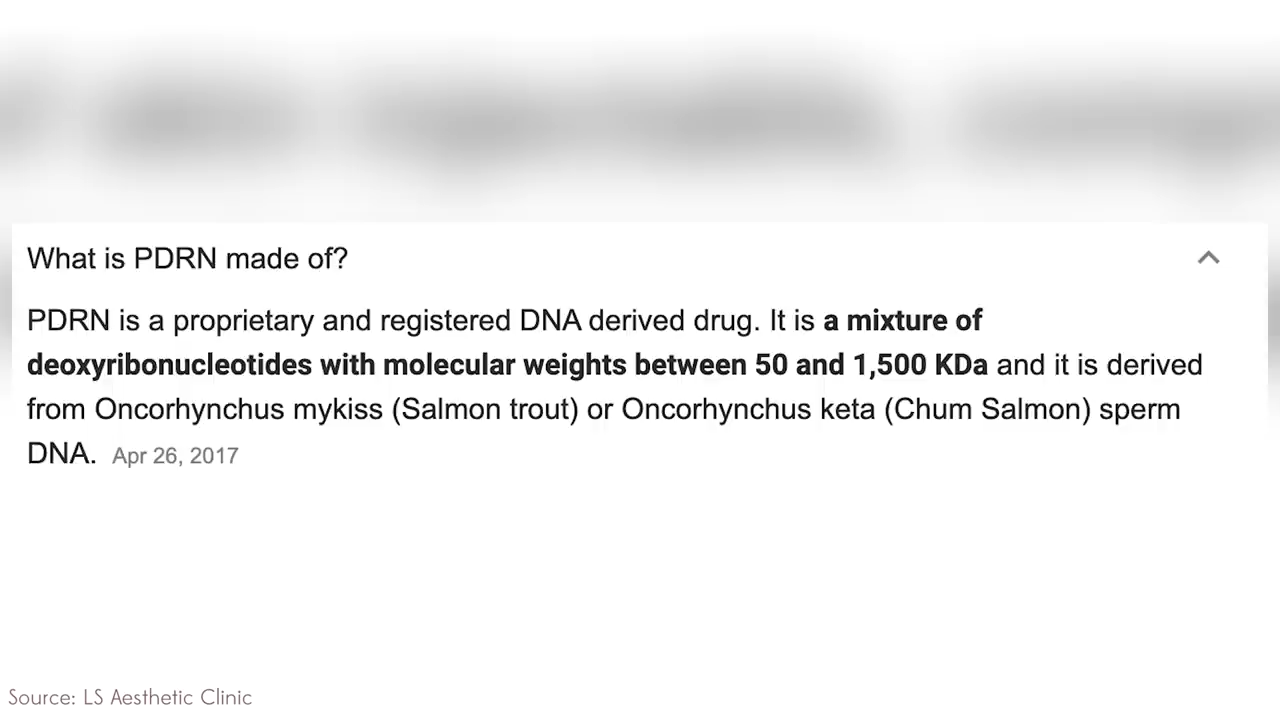 What is PDRN made of?
PDRN is a proprietary and registered DNA derived drug. It is a mixture of
deoxyribonucleotides with molecular weights between 50 and 1,500 KDa and it is derived
from Oncorhynchus mykiss (Salmon trout) or Oncorhynchus keta (Chum Salmon) sperm
DNA. Apr 26, 2017
Source: LS Aesthetic Clinic